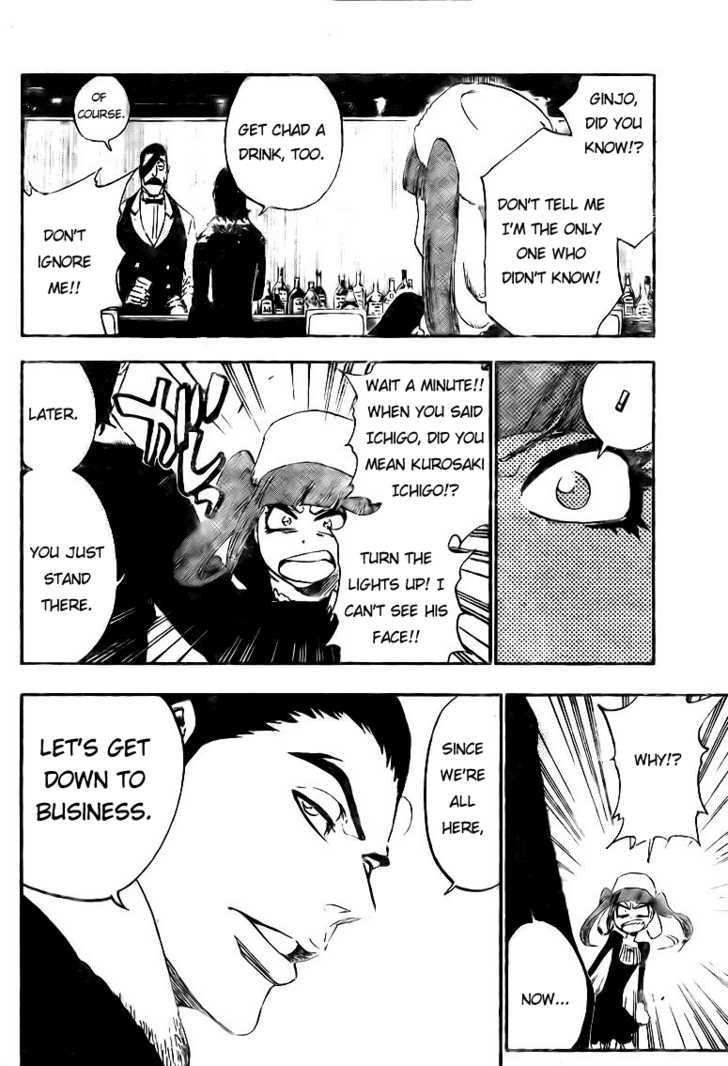 GINJO,
DID YOU
KNOW!?
DON'T TELL ME
I'M THE ONLY
ONE WHO
DIDN'T KNOW!
GET CHAD A
DRINK, TOO.
OF
COURSE.
DON'T
IGNORE
ME!!
!
WAIT A MINUTE!!
WHEN YOU SAID
ICHIGO, DID YOU
MEAN KUROSAKI
ICHIGO!?
TURN THE
LIGHTS UP! I
CAN'T SEE HIS
FACE!!
LATER.
YOU JUST
STAND
THERE.
WHY!?
NOW...
SINCE
WE'RE
ALL
HERE,
LET'S GET
DOWN TO
BUSINESS.